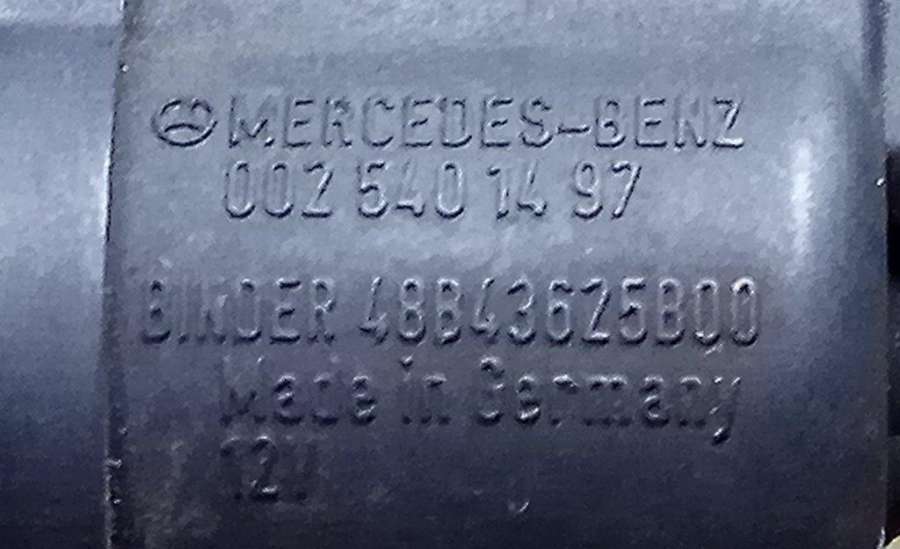 MERCEDES-BENZ
002 540 14 97
BINDER 48B43625B00
Made in Germany
12V